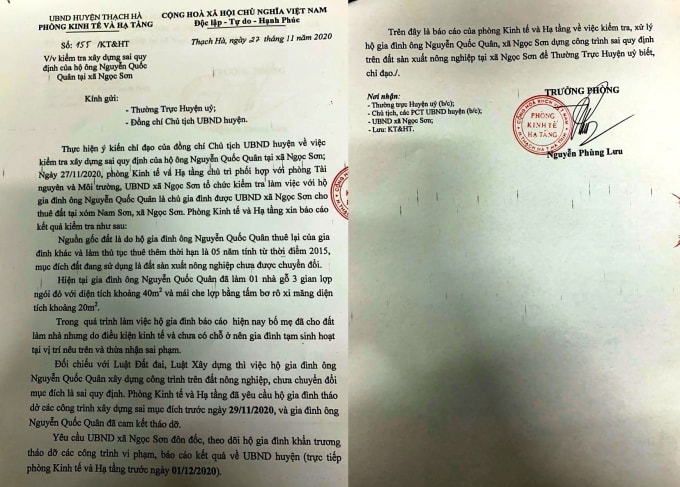 UBND HUYỆN THẠCH HÀ
PHÒNG KINH TẾ VÀ HẠ TẦNG
CỘNG HOÀ XÃ HỘI CHỦ NGHĨA VIỆT NAM
Độc lập - Tự do - Hạnh Phúc
Số: 155 /KT&HT
Thạch Hà, ngày 27 tháng 11 năm 2020
V/v kiểm tra xây dựng sai quy
định của hộ ông Nguyễn Quốc
Quân tại xã Ngọc Sơn
Kính gửi:
- Thường Trực Huyện uỷ;
- Đồng chí Chủ tịch UBND huyện.
Thực hiện ý kiến chỉ đạo của đồng chí Chủ tịch UBND huyện về việc
kiểm tra xây dựng sai quy định của hộ ông Nguyễn Quốc Quân tại xã Ngọc Sơn;
Ngày 27/11/2020, phòng Kinh tế và Hạ tầng chủ trì phối hợp với phòng Tài
nguyên và Môi trường, UBND xã Ngọc Sơn tổ chức kiểm tra làm việc với hộ
gia đình ông Nguyễn Quốc Quân là chủ gia đình được UBND xã Ngọc Sơn cho
thuê đất tại xóm Nam Sơn, xã Ngọc Sơn. Phòng Kinh tế và Hạ tầng xin báo cáo
kết quả kiểm tra như sau:
Nguồn gốc đất là do hộ gia đình ông Nguyễn Quốc Quân thuê lại của gia
đình khác và làm thủ tục thuê thêm thời hạn là 05 năm tính từ thời điểm 2015,
mục đích đất đang sử dụng là đất sản xuất nông nghiệp chưa được chuyển đổi.
Hiện tại gia đình ông Nguyễn Quốc Quân đã làm 01 nhà gỗ 3 gian lợp
ngói đỏ với diện tích khoảng 40m² và mái che lợp bằng tấm bơ rô xi măng diện
tích khoảng 20m².
Trong quá trình làm việc hộ gia đình báo cáo hiện nay bố mẹ đã cho đất
làm nhà nhưng do điều kiện kinh tế và chưa có chỗ ở nên gia đình tạm sinh hoạt
tại vị trí nêu trên và thừa nhận sai phạm.
Đối chiếu với Luật Đất đai, Luật Xây dựng thì việc hộ gia đình ông
Nguyễn Quốc Quân xây dựng công trình trên đất nông nghiệp, chưa chuyển đổi
mục đích là sai quy định. Phòng Kinh tế và Hạ tầng đã yêu cầu hộ gia đình tháo
dỡ các công trình xây dựng sai mục đích trước ngày 29/11/2020, và gia đình ông
Nguyễn Quốc Quân đã cam kết tháo dỡ.
Yêu cầu UBND xã Ngọc Sơn đôn đốc, theo dõi hộ gia đình khẩn trương
tháo dỡ các công trình vi phạm, báo cáo kết quả về UBND huyện (trực tiếp
phòng Kinh tế và Hạ tầng trước ngày 01/12/2020).
Trên đây là báo cáo của phòng Kinh tế và Hạ tầng về việc kiểm tra, xử lý
hộ gia đình ông Nguyễn Quốc Quân, xã Ngọc Sơn dựng công trình sai quy định
trên đất sản xuất nông nghiệp tại xã Ngọc Sơn để Thường Trực Huyện uỷ biết,
chỉ đạo./.
Nơi nhận:
- Thường trực Huyện uỷ (b/c);
- Chủ tịch, các PCT UBND huyện (b/c);
- UBND xã Ngọc Sơn;
- Lưu: KT&HT.
TRƯỞNG PHÒNG
PHÒNG
KINH TẾ
HẠ TẦNG
Nguyễn Phùng Lưu